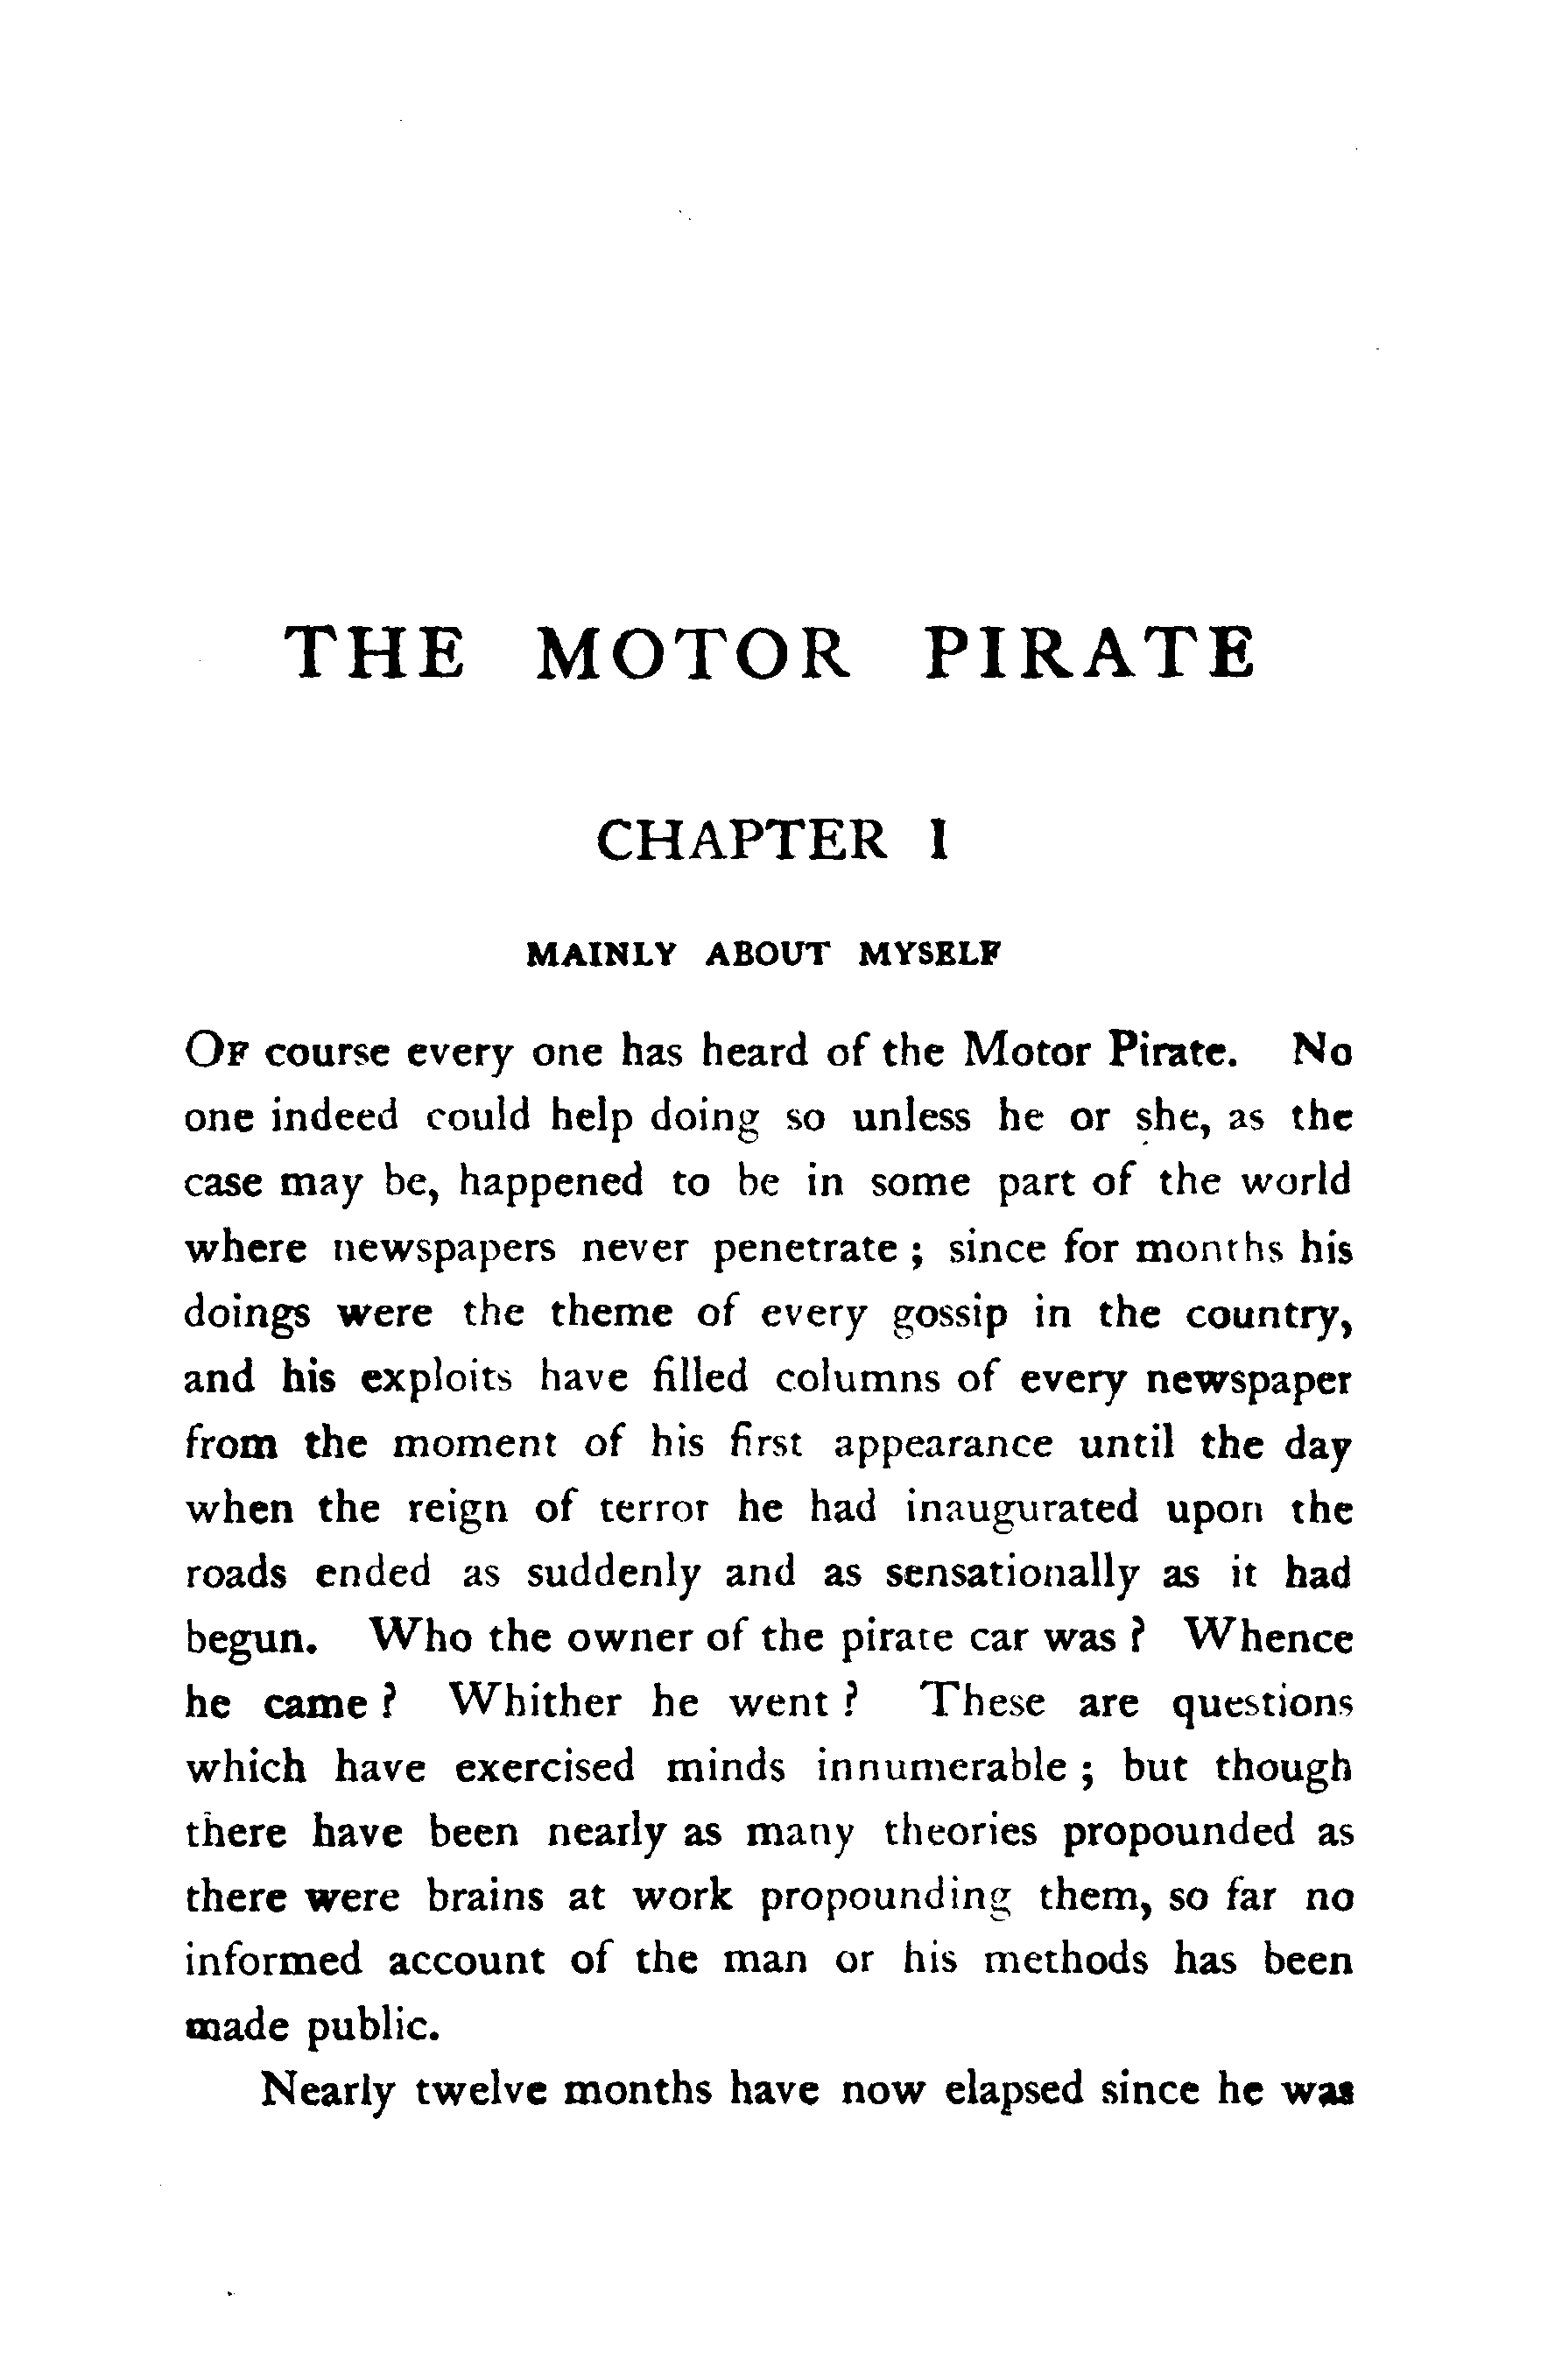 THE MOTOR PIRATE
CHAPTER I
MAINLY ABOUT MYSELF
OF course every one has heard of the Motor Pirate. No
one indeed could help doing so unless he or she, as the
case may be, happened to be in some part of the world
where newspapers never penetrate ; since for months his
doings were the theme of every gossip in the country,
and his exploits have filled columns of every newspaper
from the moment of his first appearance until the day
when the reign of terror he had inaugurated upon the
roads ended as suddenly and as sensationally as it had
begun. Who the owner of the pirate car was ? Whence
he came ? Whither he went ? These are questions
which have exercised minds innumerable ; but though
there have been nearly as many theories propounded as
there were brains at work propounding them, so far no
informed account of the man or his methods has been
made public.
Nearly twelve months have now elapsed since he was